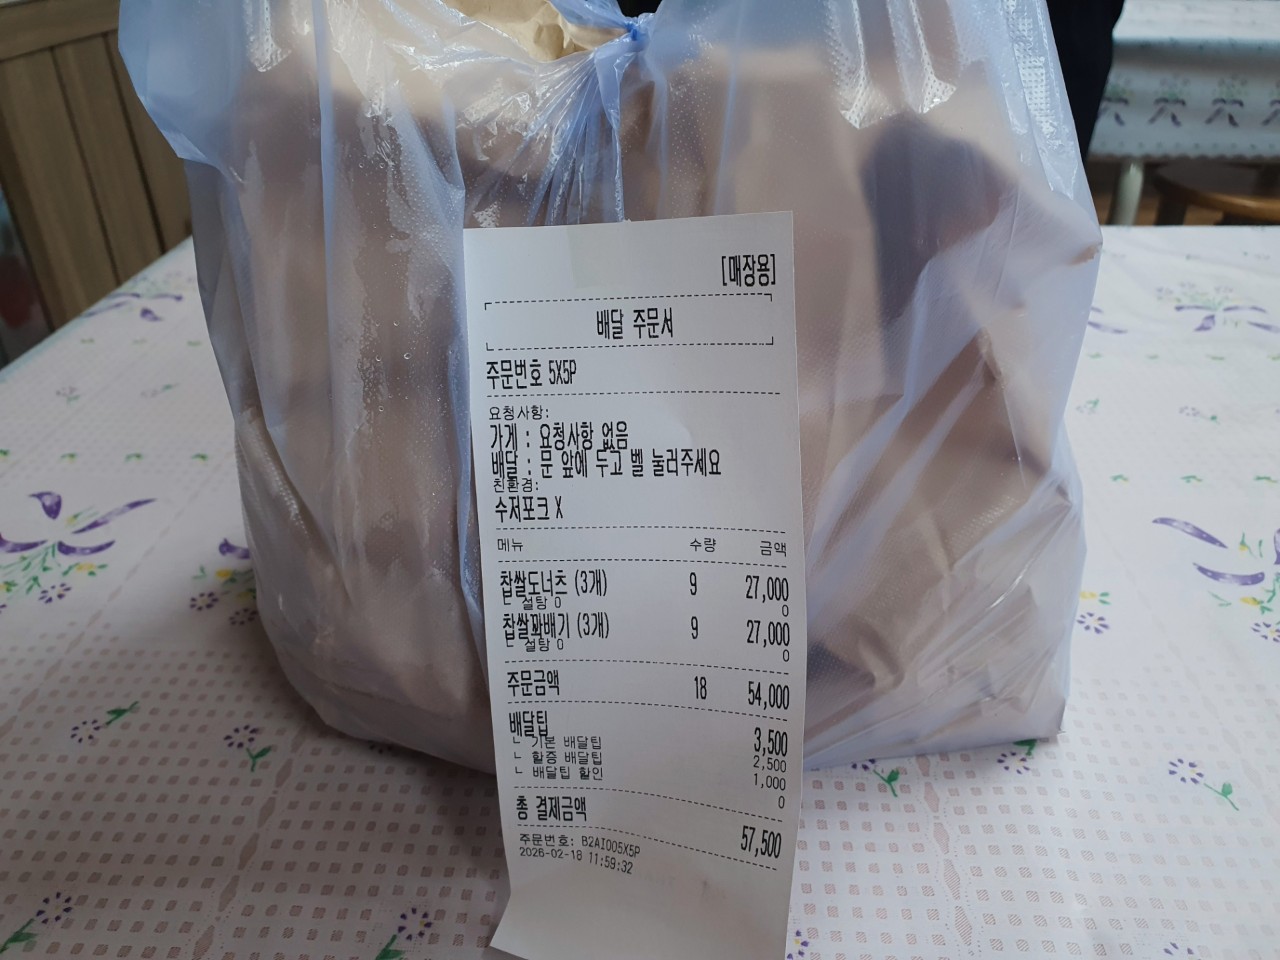 [매장용]
배달 주문서
주문번호 5X5P
요청사항:
가게 : 요청사항 없음
배달 : 문 앞에 두고 벨 눌러주세요
친환경:
수저포크 X
메뉴 수량 금액
찹쌀도너츠 (3개) 9 27,000
설탕 O 0
찹쌀꽈배기 (3개) 9 27,000
설탕 O 0
주문금액 18 54,000
배달팁 3,500
ㄴ 기본 배달팁 2,500
ㄴ 할증 배달팁 1,000
ㄴ 배달팁 할인 0
총 결제금액 57,500
주문번호: B2AI005X5P
2026-02-18 11:59:32